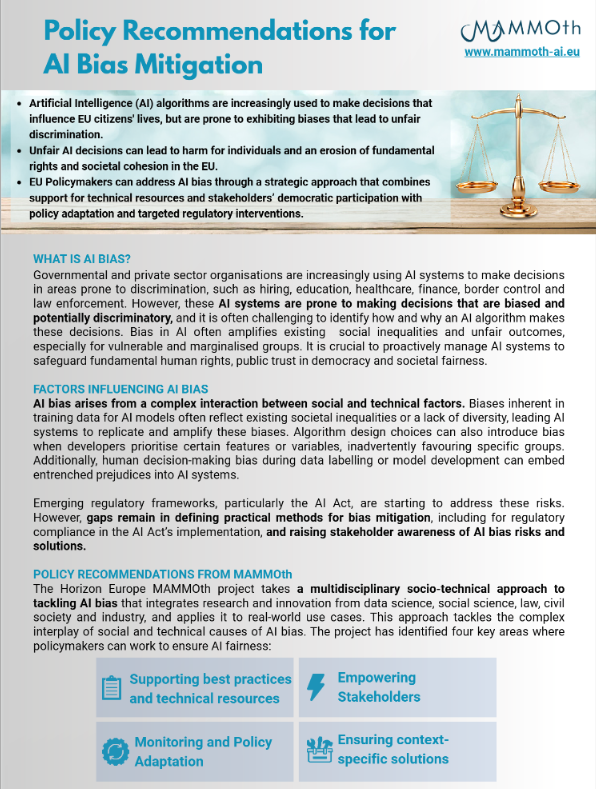 Policy Recommendations for
AI Bias Mitigation
MAMMOth
www.mammoth-ai.eu
• Artificial Intelligence (AI) algorithms are increasingly used to make decisions that
influence EU citizens' lives, but are prone to exhibiting biases that lead to unfair
discrimination.
• Unfair AI decisions can lead to harm for individuals and an erosion of fundamental
rights and societal cohesion in the EU.
• EU Policymakers can address AI bias through a strategic approach that combines
support for technical resources and stakeholders' democratic participation with
policy adaptation and targeted regulatory interventions.
WHAT IS AI BIAS?
Governmental and private sector organisations are increasingly using AI systems to make decisions
in areas prone to discrimination, such as hiring, education, healthcare, finance, border control and
law enforcement. However, these AI systems are prone to making decisions that are biased and
potentially discriminatory, and it is often challenging to identify how and why an AI algorithm makes
these decisions. Bias in AI often amplifies existing social inequalities and unfair outcomes,
especially for vulnerable and marginalised groups. It is crucial to proactively manage AI systems to
safeguard fundamental human rights, public trust in democracy and societal fairness.
FACTORS INFLUENCING AI BIAS
AI bias arises from a complex interaction between social and technical factors. Biases inherent in
training data for AI models often reflect existing societal inequalities or a lack of diversity, leading AI
systems to replicate and amplify these biases. Algorithm design choices can also introduce bias
when developers prioritise certain features or variables, inadvertently favouring specific groups.
Additionally, human decision-making bias during data labelling or model development can embed
entrenched prejudices into AI systems.
Emerging regulatory frameworks, particularly the AI Act, are starting to address these risks.
However, gaps remain in defining practical methods for bias mitigation, including for regulatory
compliance in the AI Act's implementation, and raising stakeholder awareness of AI bias risks and
solutions.
POLICY RECOMMENDATIONS FROM MAMMOth
The Horizon Europe MAMMOth project takes a multidisciplinary socio-technical approach to
tackling AI bias that integrates research and innovation from data science, social science, law, civil
society and industry, and applies it to real-world use cases. This approach tackles the complex
interplay of social and technical causes of AI bias. The project has identified four key areas where
policymakers can work to ensure AI fairness:
Supporting best practices
and technical resources
Empowering
Stakeholders
Monitoring and Policy
Adaptation
Ensuring context-
specific solutions